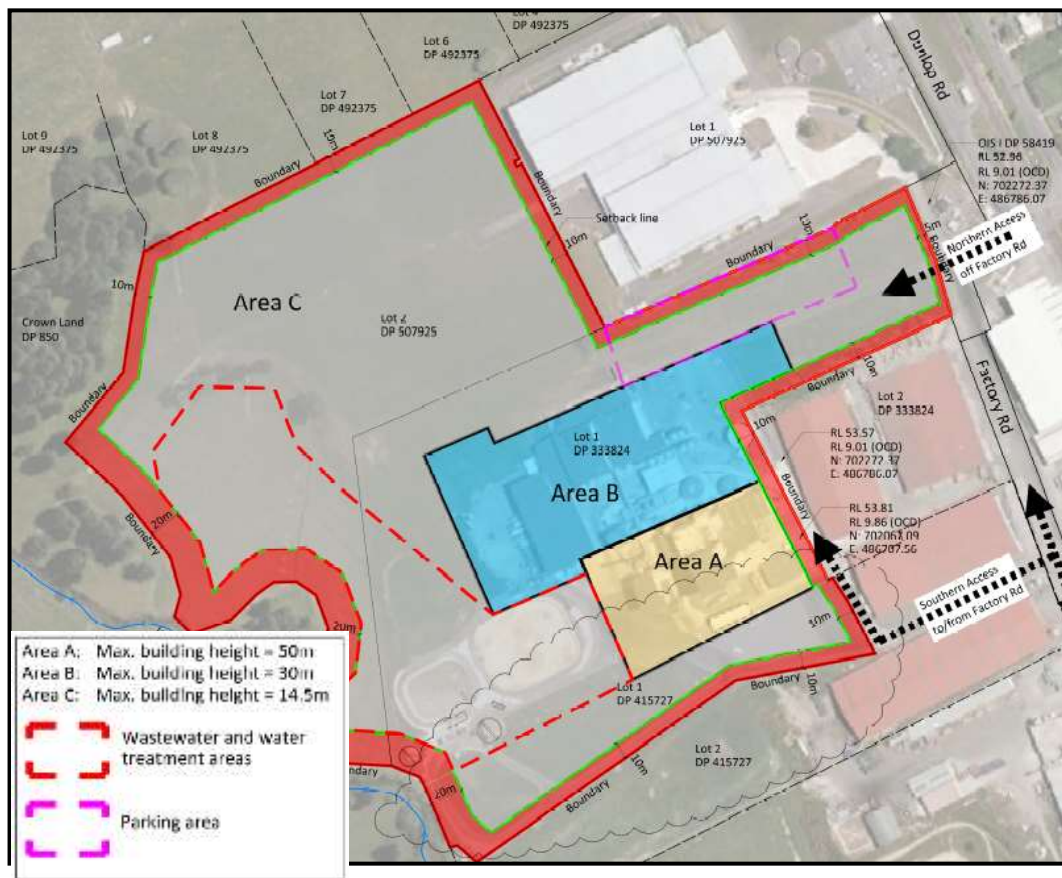 Lot 4
DP 492375
Lot 6
DP 492375
Lot 7
DP 492375
Lot 9
DP 492375
Lot 8
DP 492375
Dunlop Rd
Lot 1
DP 507925
OIS I DP 58419
RL 52.96
RL 9.01 (OCD)
N: 702272.37
E: 486786.07
10m
Boundary
Boundary
Setback line
10m
10m
Boundary
5m
Boundary
Northern Access
off Factory Rd
10m
Area C
Lot 2
DP 507925
Crown Land
DP 850
Boundary
10m
Boundary
Factory Rd
Lot 2
DP 333824
Lot 1
DP 333824
10m
RL 53.57
RL 9.01 (OCD)
N: 702272.37
E: 486786.07
Area B
Boundary
RL 53.81
RL 9.86 (OCD)
20m
Boundary
Area A
Southern Access
to/from Factory Rd
10m
20m
Area A: Max. building height = 50m
Area B: Max. building height = 30m
Area C: Max. building height = 14.5m
Wastewater and water
treatment areas
Parking area
Lot 1
DP 415727
10m
Boundary
Lot 2
DP 415727
10m
Boundary
20m